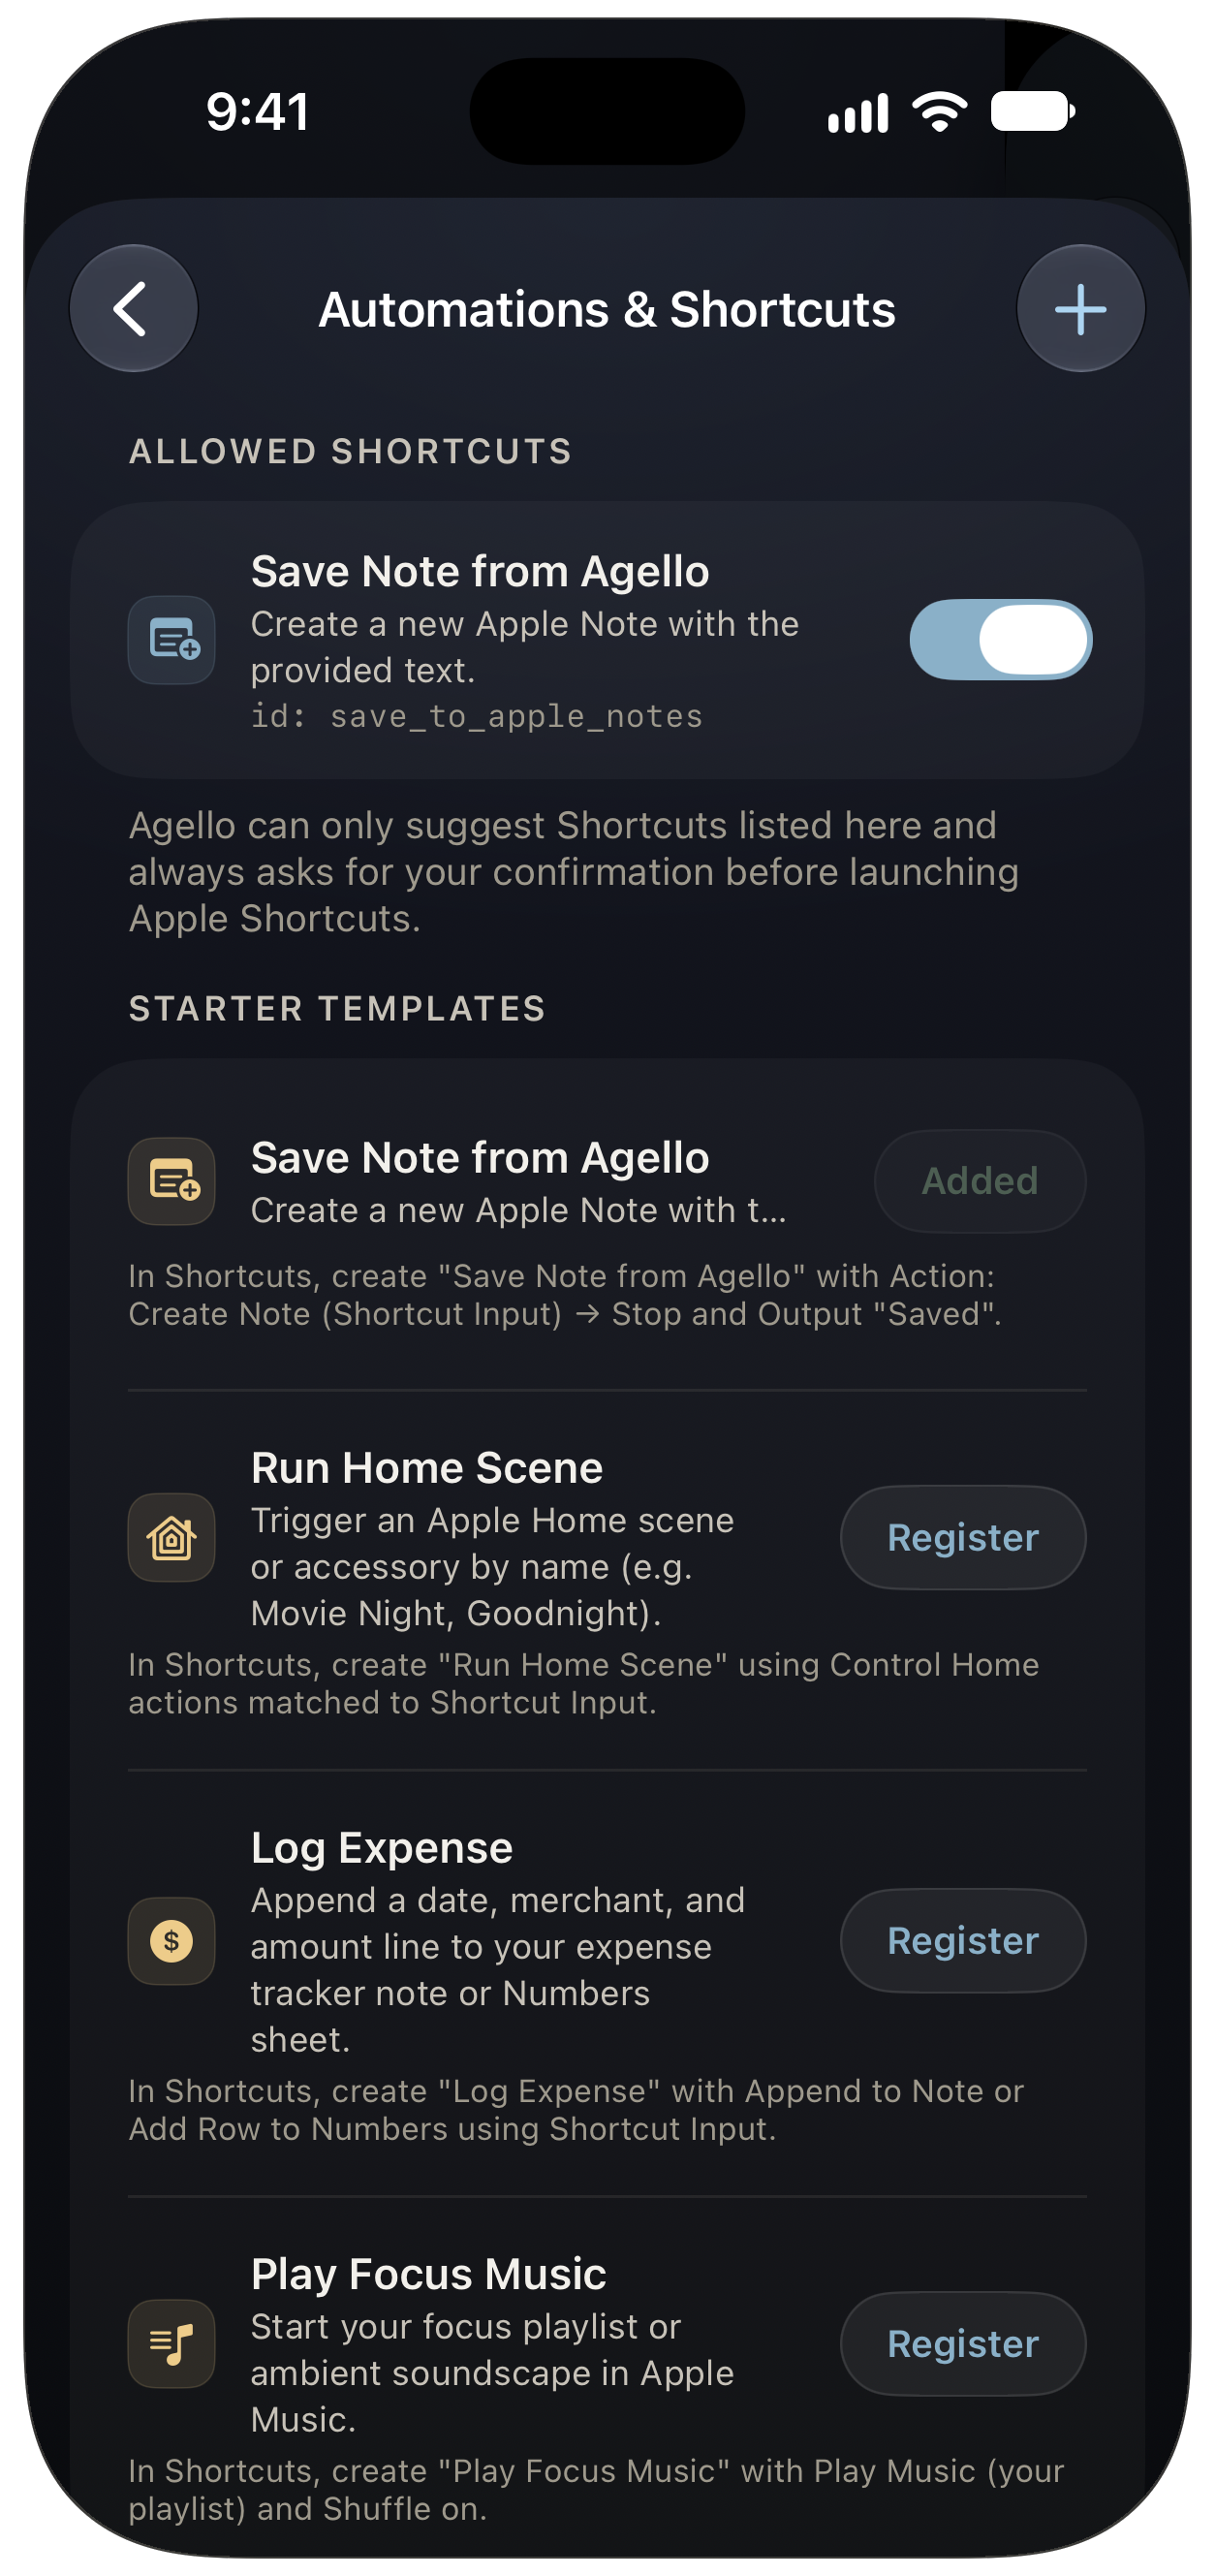 9:41
Automations & Shortcuts
ALLOWED SHORTCUTS
Save Note from Agello
Create a new Apple Note with the
provided text.
id: save_to_apple_notes
Agello can only suggest Shortcuts listed here and
always asks for your confirmation before launching
Apple Shortcuts.
STARTER TEMPLATES
Save Note from Agello
Create a new Apple Note with t...
Added
In Shortcuts, create "Save Note from Agello" with Action:
Create Note (Shortcut Input) → Stop and Output "Saved".
Run Home Scene
Trigger an Apple Home scene
or accessory by name (e.g.
Movie Night, Goodnight).
Register
In Shortcuts, create "Run Home Scene" using Control Home
actions matched to Shortcut Input.
Log Expense
Append a date, merchant, and
amount line to your expense
tracker note or Numbers
sheet.
Register
$
In Shortcuts, create "Log Expense" with Append to Note or
Add Row to Numbers using Shortcut Input.
Play Focus Music
Start your focus playlist or
ambient soundscape in Apple
Music.
Register
In Shortcuts, create "Play Focus Music" with Play Music (your
playlist) and Shuffle on.